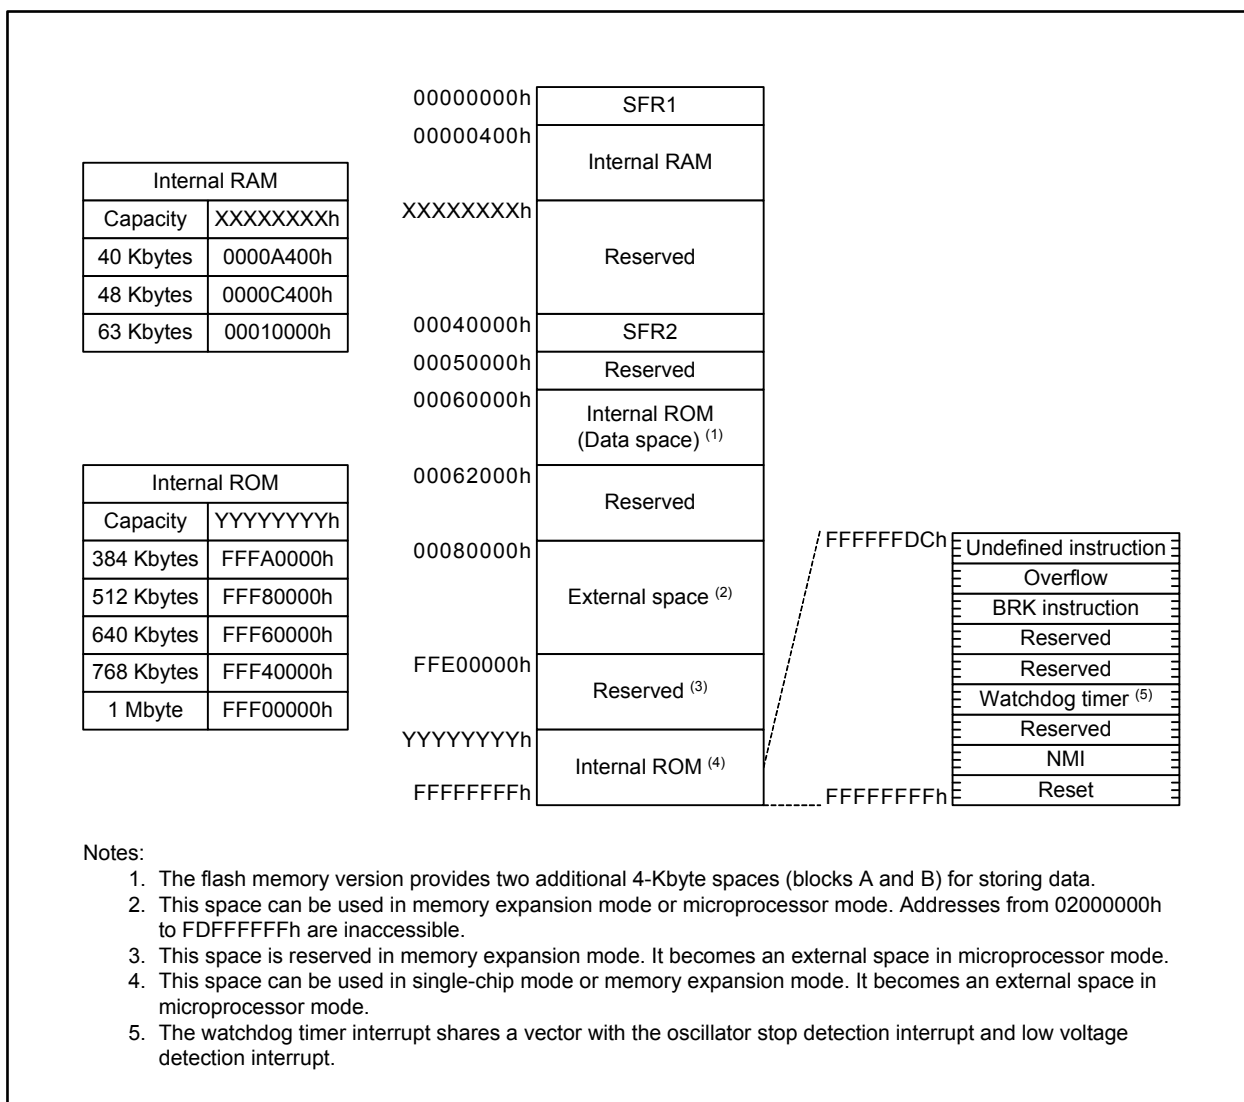 00000000h
SFR1
00000400h
Internal RAM
XXXXXXXXh
Reserved
00040000h
SFR2
00050000h
Reserved
00060000h
Internal ROM
(Data space) (1)
00062000h
Reserved
00080000h
External space (2)
FFE00000h
Reserved (3)
YYYYYYYYh
Internal ROM (4)
FFFFFFFFh
Internal RAM
Capacity XXXXXXXXh
40 Kbytes 0000A400h
48 Kbytes 0000C400h
63 Kbytes 00010000h
Internal ROM
Capacity YYYYYYYYh
384 Kbytes FFFA0000h
512 Kbytes FFF80000h
640 Kbytes FFF60000h
768 Kbytes FFF40000h
1 Mbyte FFF00000h
FFFFFFDCh
Undefined instruction
Overflow
BRK instruction
Reserved
Reserved
Watchdog timer (5)
Reserved
NMI
Reset
FFFFFFFFh
Notes:
1. The flash memory version provides two additional 4-Kbyte spaces (blocks A and B) for storing data.
2. This space can be used in memory expansion mode or microprocessor mode. Addresses from 02000000h
to FDFFFFFFh are inaccessible.
3. This space is reserved in memory expansion mode. It becomes an external space in microprocessor mode.
4. This space can be used in single-chip mode or memory expansion mode. It becomes an external space in
microprocessor mode.
5. The watchdog timer interrupt shares a vector with the oscillator stop detection interrupt and low voltage
detection interrupt.